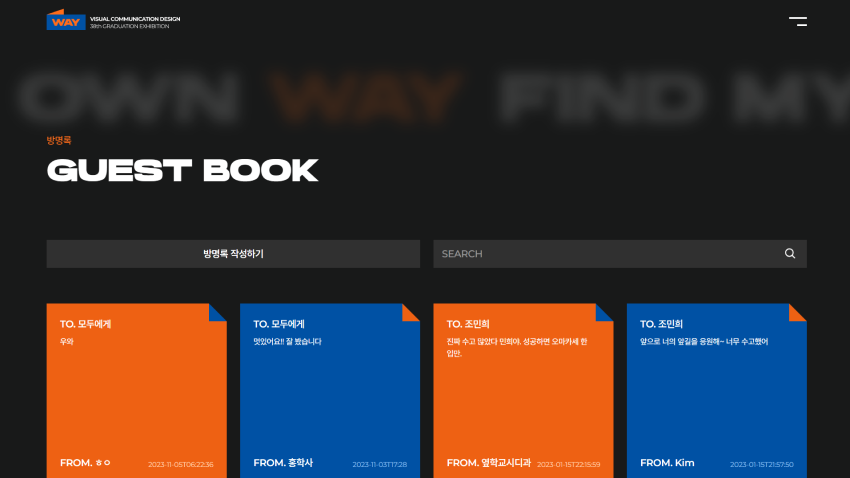 WAY
VISUAL COMMUNICATION DESIGN
38th GRADUATION EXHIBITION
OWN WAY FIND MY
방명록
GUEST BOOK
방명록 작성하기
SEARCH
TO. 모두에게
우와
FROM. ㅎㅇ
2023-11-05T06:22:36
TO. 모두에게
멋있어요!! 잘 봤습니다
FROM. 홍학사
2023-11-03T17:28
TO. 조민희
진짜 수고 많았다 민희야. 성공하면 오마카세 한
입만.
FROM. 옆학교시디과
2023-01-15T22:15:59
TO. 조민희
앞으로 너의 앞길을 응원해~ 너무 수고했어
FROM. Kim
2023-01-15T21:57:50